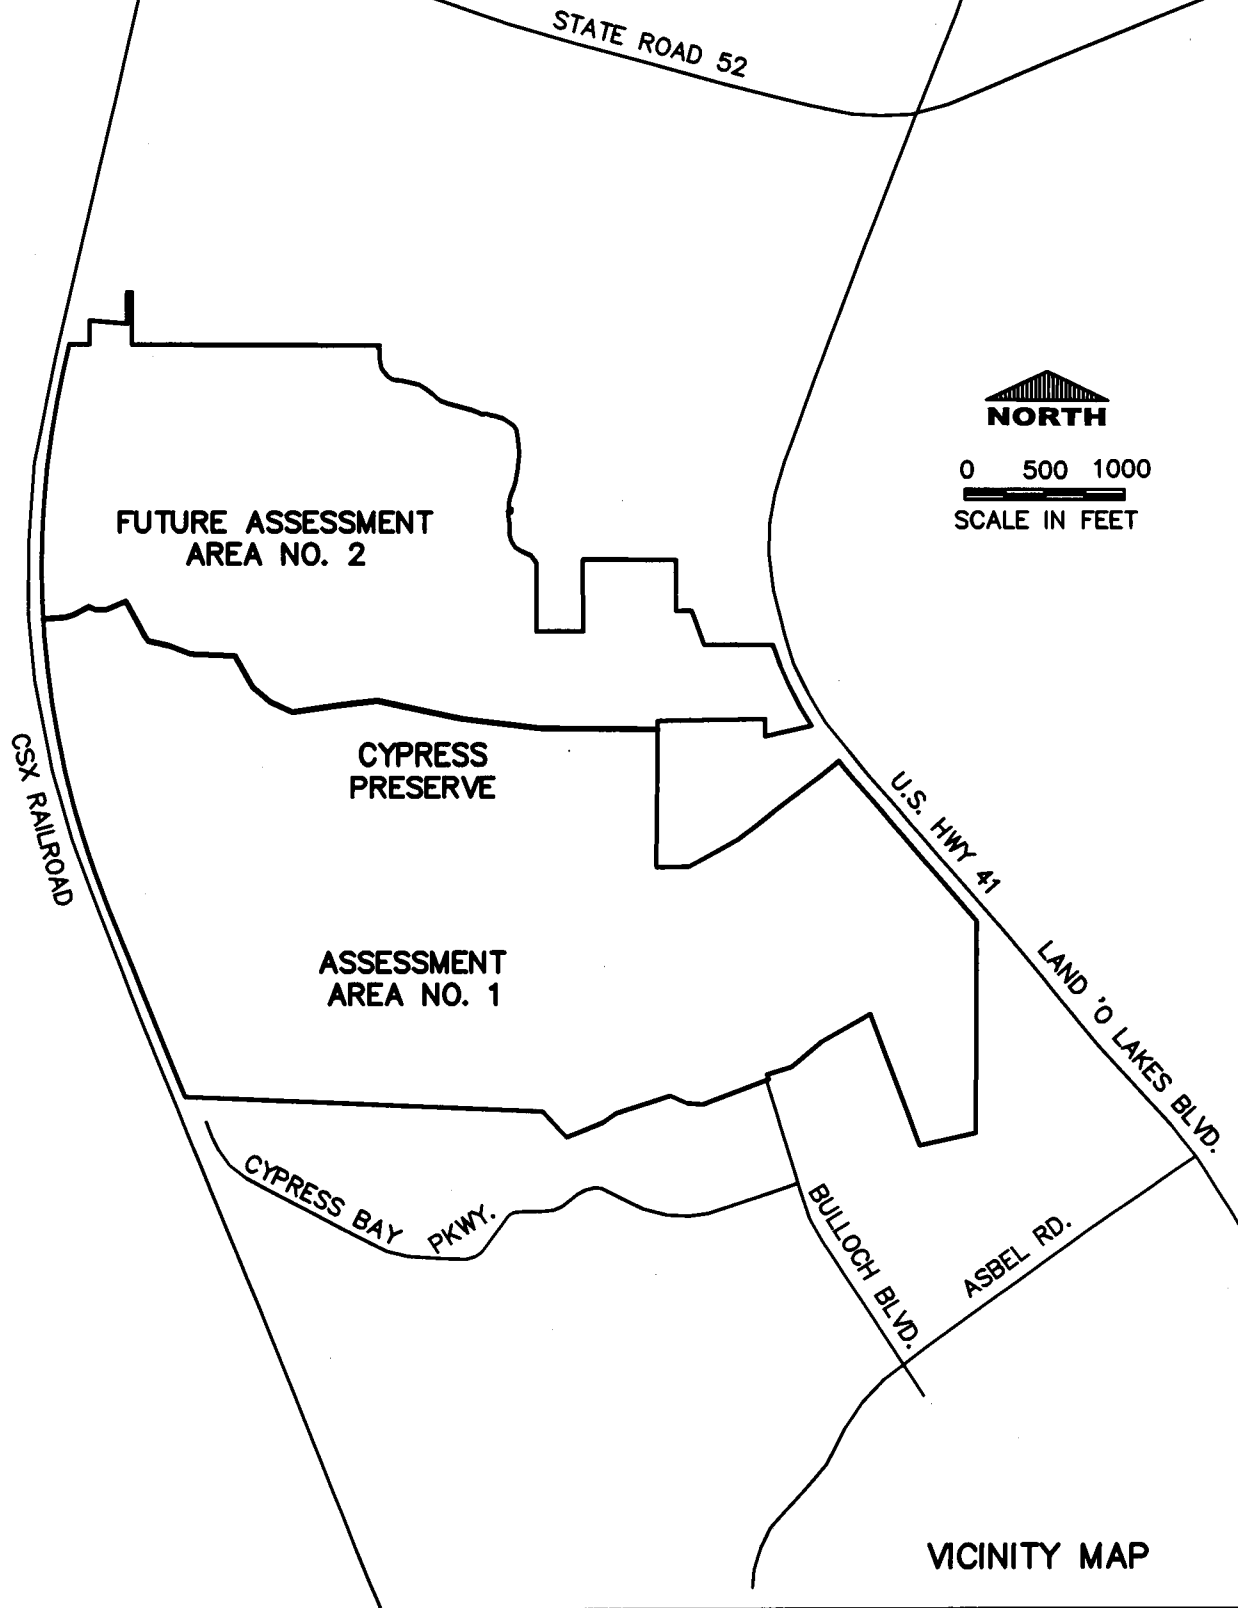 STATE ROAD 52
NORTH
0 500 1000
SCALE IN FEET
FUTURE ASSESSMENT
AREA NO. 2
CYPRESS
PRESERVE
CSX RAILROAD
U.S. HWY 41
LAND 'O LAKES BLVD.
ASSESSMENT
AREA NO. 1
CYPRESS BAY PKWY.
BULLOCH BLVD.
ASBEL RD.
VICINITY MAP